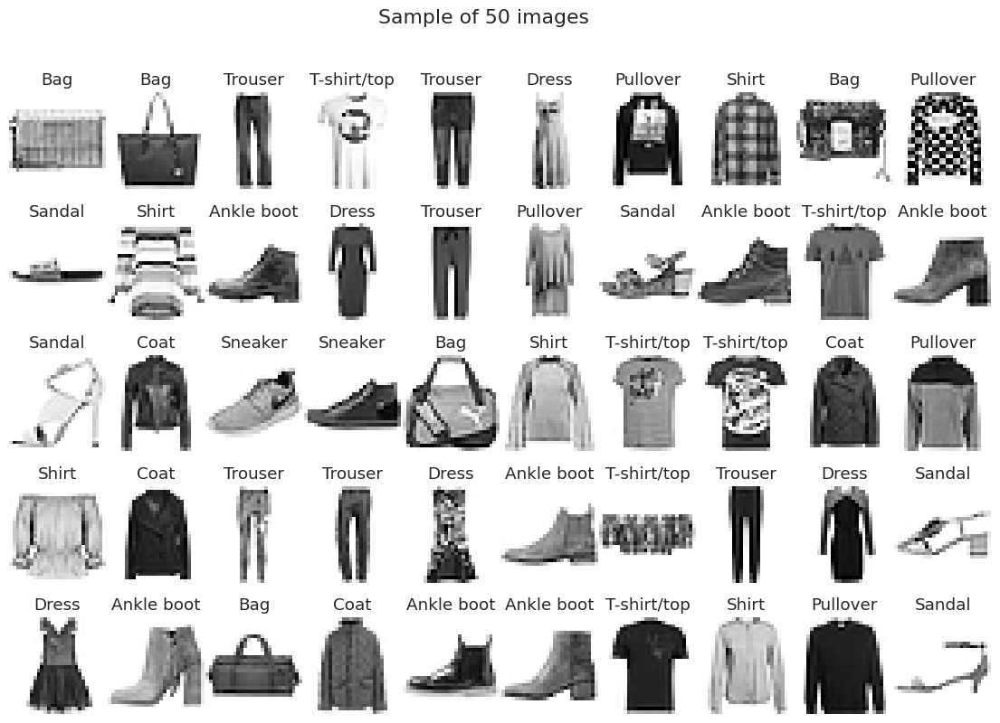 Sample of 50 images
Bag Bag Trouser T-shirt/top Trouser Dress Pullover Shirt Bag Pullover
Sandal Shirt Ankle boot Dress Trouser Pullover Sandal Ankle boot T-shirt/top Ankle boot
Sandal Coat Sneaker Sneaker Bag Shirt T-shirt/top T-shirt/top Coat Pullover
Shirt Coat Trouser Trouser Dress Ankle boot T-shirt/top Trouser Dress Sandal
Dress Ankle boot Bag Coat Ankle boot Ankle boot T-shirt/top Shirt Pullover Sandal